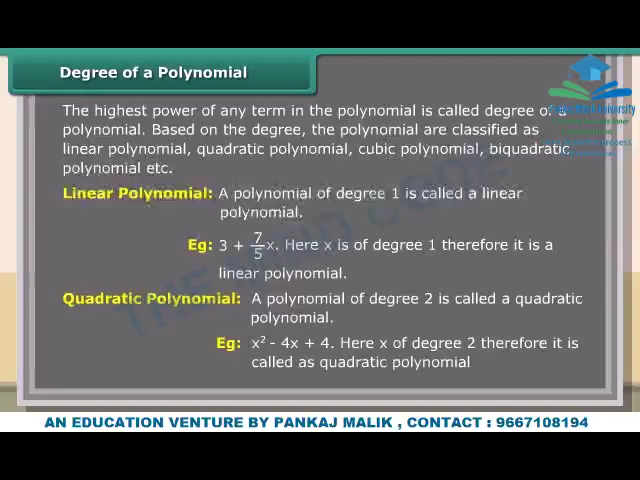 Degree of a Polynomial
The highest power of any term in the polynomial is called degree of a
polynomial. Based on the degree, the polynomial are classified as
linear polynomial, quadratic polynomial, cubic polynomial, biquadratic
polynomial etc.
Linear Polynomial: A polynomial of degree 1 is called a linear
polynomial.
Eg: 3 + 7/5 x. Here x is of degree 1 therefore it is a
linear polynomial.
Quadratic Polynomial: A polynomial of degree 2 is called a quadratic
polynomial.
Eg: x² - 4x + 4. Here x of degree 2 therefore it is
called as quadratic polynomial
THE MIRD CODE
AN EDUCATION VENTURE BY PANKAJ MALIK , CONTACT : 9667108194